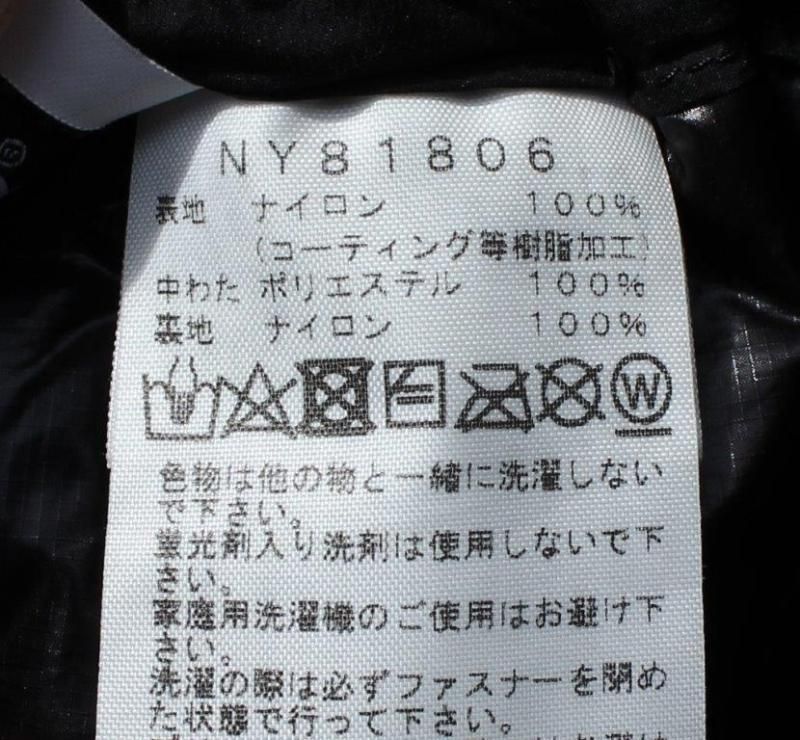 NY81806
表地 ナイロン 100%
(コーティング等樹脂加工)
中わた ポリエステル 100%
裏地 ナイロン 100%
W
色物は他の物と一緒に洗濯しない
で下さい。
蛍光剤入り洗剤は使用しないで下
さい。
家庭用洗濯機のご使用はお避け下
さい。
洗濯の際は必ずファスナーを閉め
た状態で行って下さい。